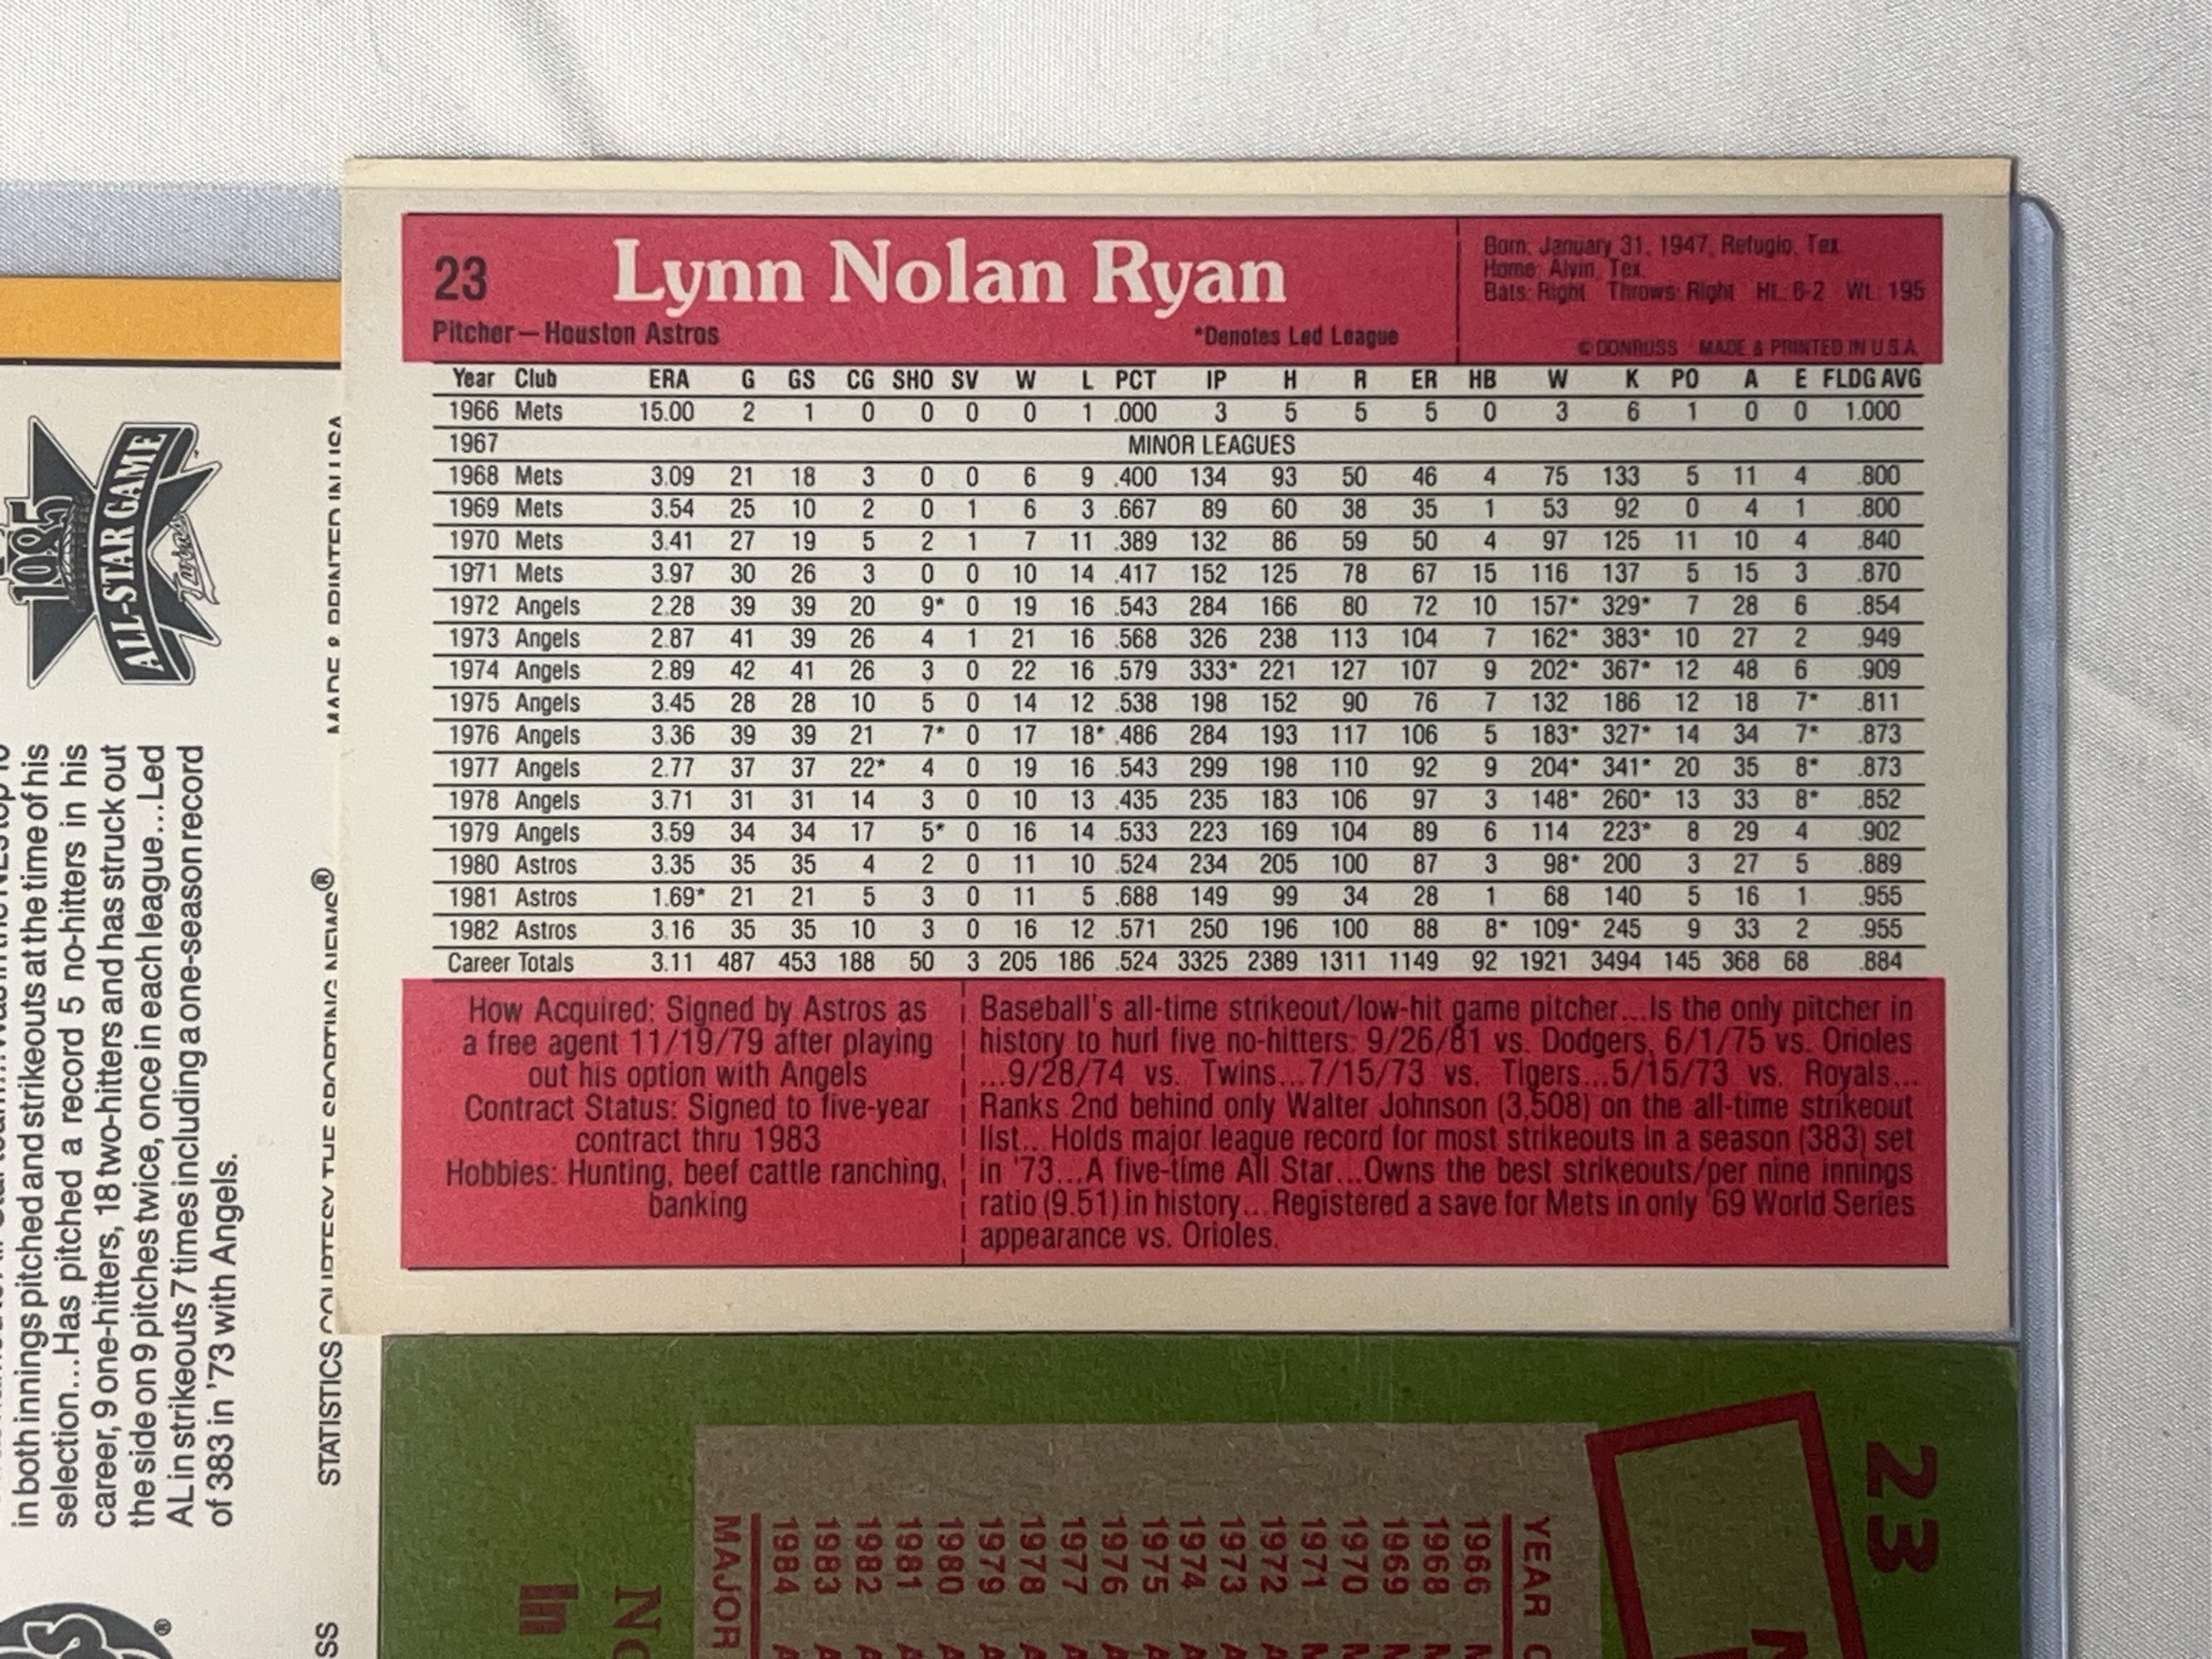 23 Lynn Nolan Ryan
Pitcher—Houston Astros *Denotes Led League
Born: January 31, 1947, Refugio, Tex.
Home: Alvin, Tex.
Bats: Right Throws: Right Ht.: 6-2 Wt.: 195
© DONRUSS MADE & PRINTED IN U.S.A.
Year Club ERA G GS CG SHO SV W L PCT IP H R ER HB W K PO A E FLDG AVG
1966 Mets 15.00 2 1 0 0 0 0 1 .000 3 5 5 5 0 3 6 1 0 0 1.000
1967 MINOR LEAGUES
1968 Mets 3.09 21 18 3 0 0 6 9 .400 134 93 50 46 4 75 133 5 11 4 .800
1969 Mets 3.54 25 10 2 0 1 6 3 .667 89 60 38 35 1 53 92 0 4 1 .800
1970 Mets 3.41 27 19 5 2 1 7 11 .389 132 86 59 50 4 97 125 11 10 4 .840
1971 Mets 3.97 30 26 3 0 0 10 14 .417 152 125 78 67 15 116 137 5 15 3 .870
1972 Angels 2.28 39 39 20 9* 0 19 16 .543 284 166 80 72 10 157* 329* 7 28 6 .854
1973 Angels 2.87 41 39 26 4 1 21 16 .568 326 238 113 104 7 162* 383* 10 27 2 .949
1974 Angels 2.89 42 41 26 3 0 22 16 .579 333* 221 127 107 9 202* 367* 12 48 6 .909
1975 Angels 3.45 28 28 10 5 0 14 12 .538 198 152 90 76 7 132 186 12 18 7* .811
1976 Angels 3.36 39 39 21 7* 0 17 18* .486 284 193 117 106 5 183* 327* 14 34 7* .873
1977 Angels 2.77 37 37 22* 4 0 19 16 .543 299 198 110 92 9 204* 341* 20 35 8* .873
1978 Angels 3.71 31 31 14 3 0 10 13 .435 235 183 106 97 3 148* 260* 13 33 8* .852
1979 Angels 3.59 34 34 17 5* 0 16 14 .533 223 169 104 89 6 114 223* 8 29 4 .902
1980 Astros 3.35 35 35 4 2 0 11 10 .524 234 205 100 87 3 98* 200 3 27 5 .889
1981 Astros 1.69* 21 21 5 3 0 11 5 .688 149 99 34 28 1 68 140 5 16 1 .955
1982 Astros 3.16 35 35 10 3 0 16 12 .571 250 196 100 88 8* 109* 245 9 33 2 .955
Career Totals 3.11 487 453 188 50 3 205 186 .524 3325 2389 1311 1149 92 1921 3494 145 368 68 .884
How Acquired: Signed by Astros as
a free agent 11/19/79 after playing
out his option with Angels
Contract Status: Signed to five-year
contract thru 1983
Hobbies: Hunting, beef cattle ranching,
banking
Baseball's all-time strikeout/low-hit game pitcher...Is the only pitcher in
history to hurl five no-hitters, 9/26/81 vs. Dodgers, 6/1/75 vs. Orioles
...9/28/74 vs. Twins...7/15/73 vs. Tigers...5/15/73 vs. Royals...
Ranks 2nd behind only Walter Johnson (3,508) on the all-time strikeout
list...Holds major league record for most strikeouts in a season (383) set
in '73...A five-time All Star...Owns the best strikeouts/per nine innings
ratio (9.51) in history...Registered a save for Mets in only '69 World Series
appearance vs. Orioles.
1985
ALL-STAR GAME
Twins
in both innings pitched and strikeouts at the time of his
selection...Has pitched a record 5 no-hitters in his
career, 9 one-hitters, 18 two-hitters and has struck out
the side on 9 pitches twice, once in each league...Led
AL in strikeouts 7 times including a one-season record
of 383 in '73 with Angels.
MADE & PRINTED IN USA
STATISTICS COURTESY THE SPORTING NEWS®
23
YEAR
1966
1968
1969
1970
1971
1972
1973
1974
1975
1976
1977
1978
1979
1980
1981
1982
1983
1984
MAJOR
In